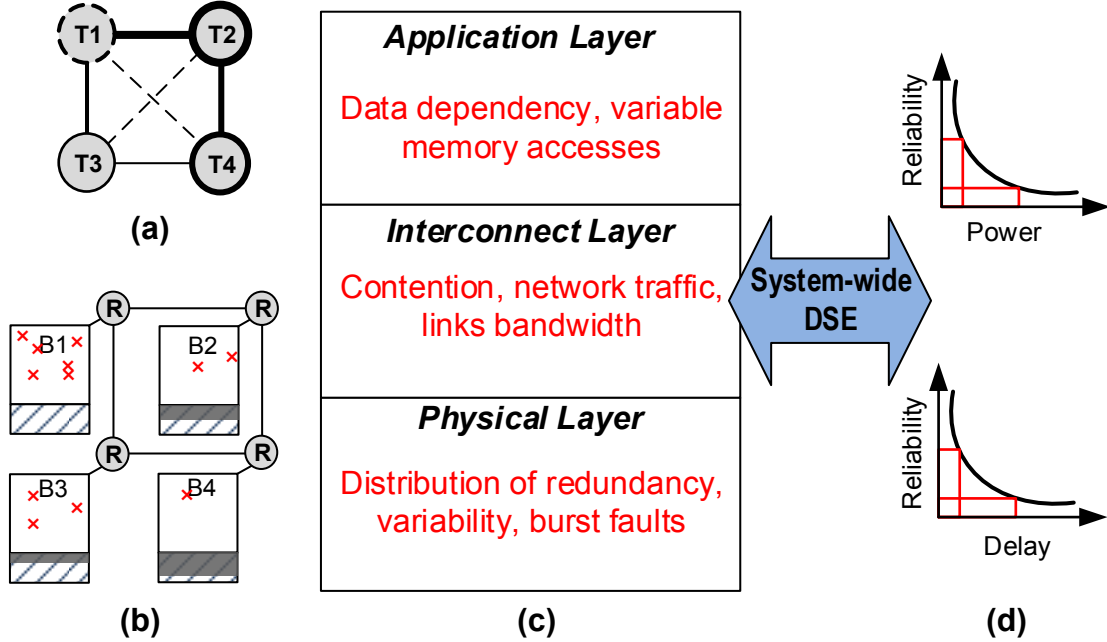 T1
T2
T3
T4
(a)
R
R
B1
B2
R
R
B3
B4
(b)
Application Layer
Data dependency, variable
memory accesses
Interconnect Layer
Contention, network traffic,
links bandwidth
Physical Layer
Distribution of redundancy,
variability, burst faults
(c)
System-wide
DSE
Reliability
Power
Reliability
Delay
(d)